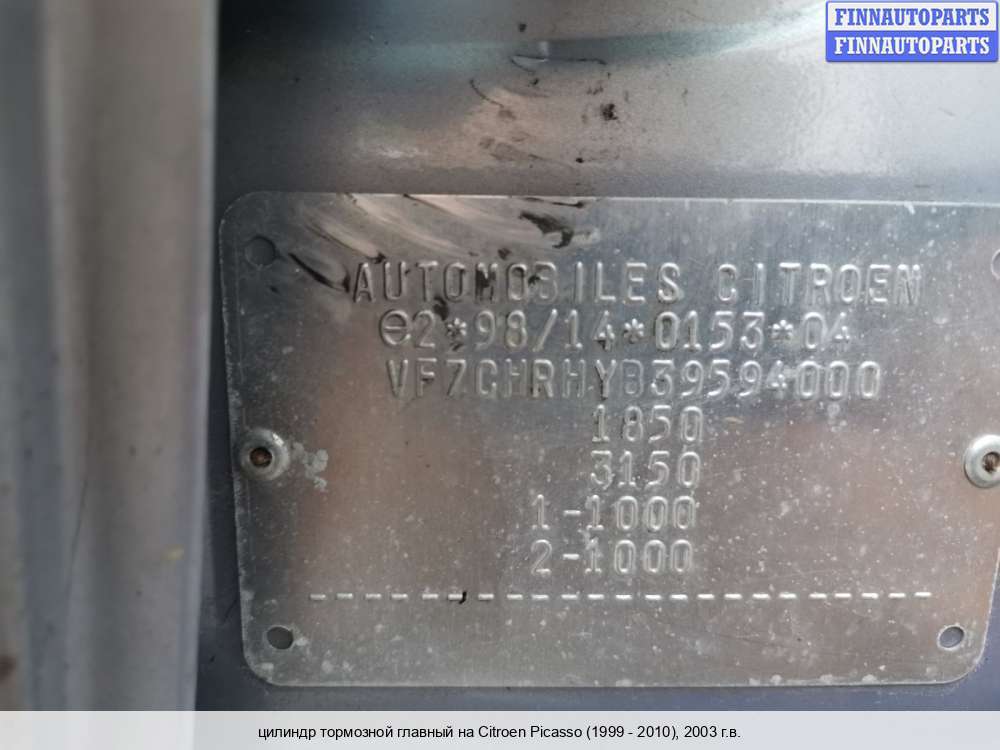 FINNAUTOPARTS
FINNAUTOPARTS
AUTOMOBILES CITROEN
e2*98/14*0153*04
VF7CHRHYB39594000
1850
3150
1-1000
2-1000
цилиндр тормозной главный на Citroen Picasso (1999 - 2010), 2003 г.в.